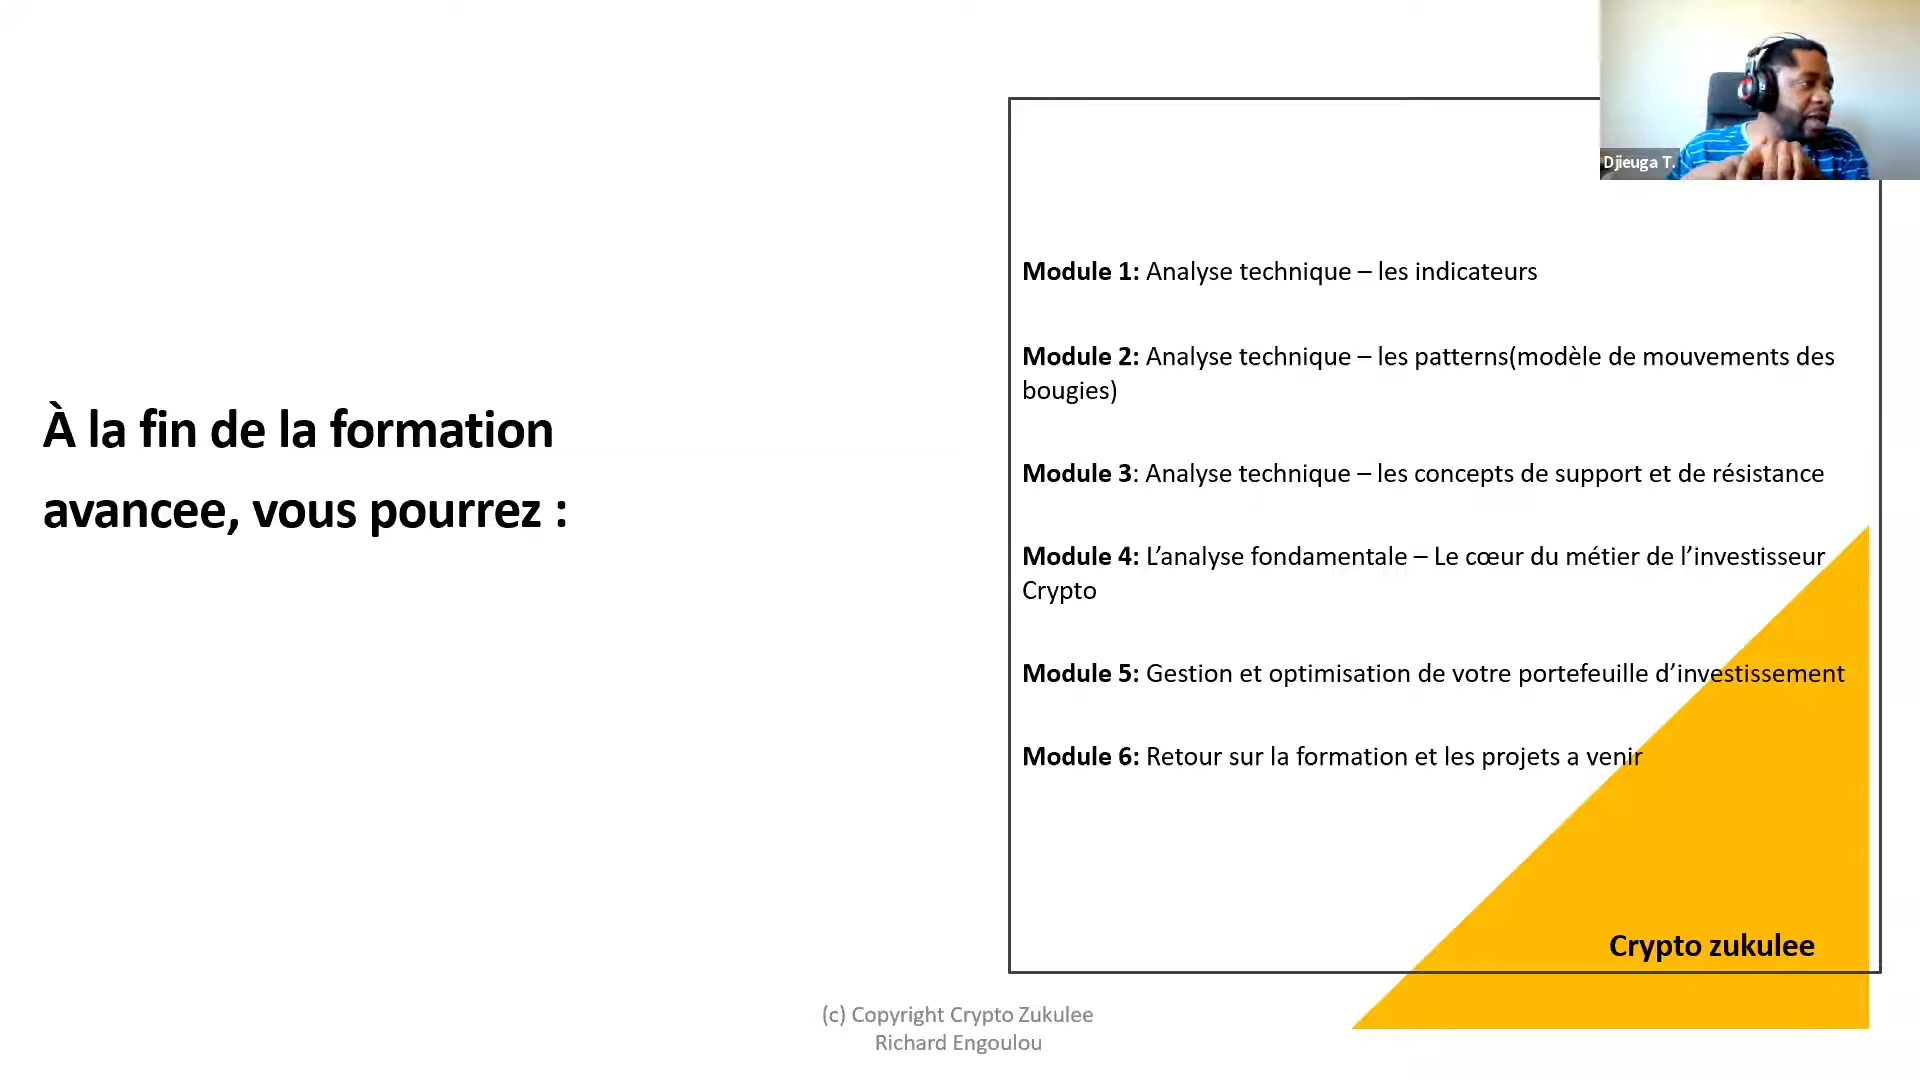 Djieuga T.
À la fin de la formation
avancee, vous pourrez :
Module 1: Analyse technique – les indicateurs
Module 2: Analyse technique – les patterns(modèle de mouvements des
bougies)
Module 3: Analyse technique – les concepts de support et de résistance
Module 4: L’analyse fondamentale – Le cœur du métier de l’investisseur
Crypto
Module 5: Gestion et optimisation de votre portefeuille d’investissement
Module 6: Retour sur la formation et les projets a venir
Crypto zukulee
(c) Copyright Crypto Zukulee
Richard Engoulou